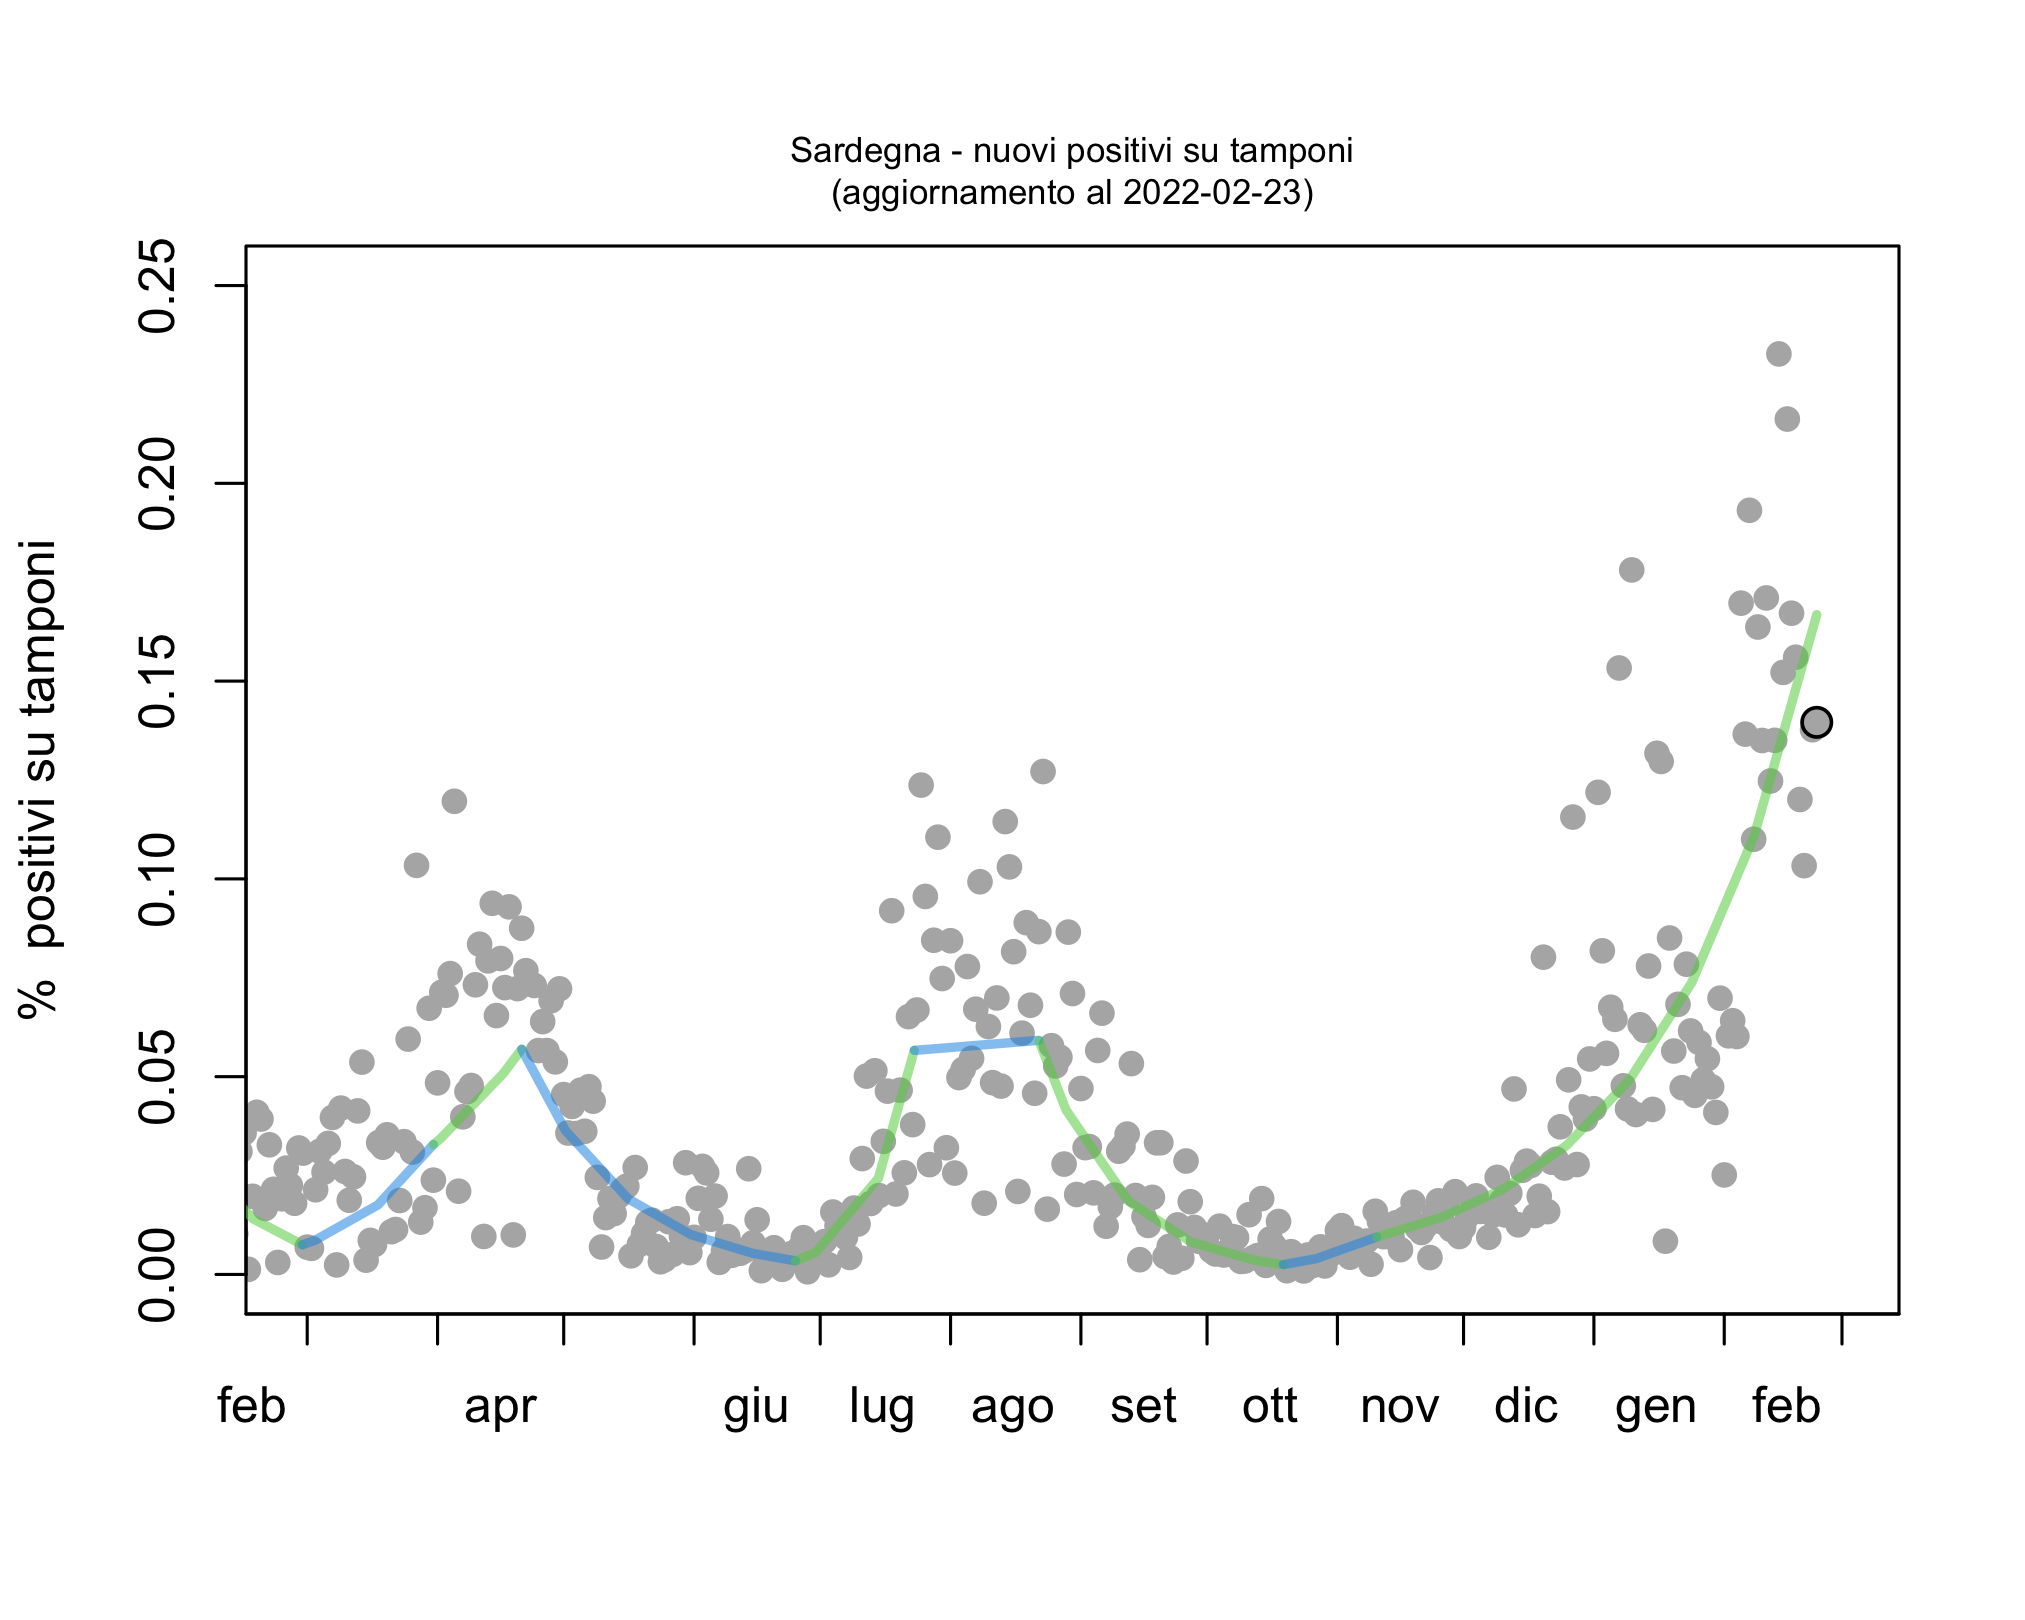 Sardegna - nuovi positivi su tamponi
(aggiornamento al 2022-02-23)
% positivi su tamponi
0.25
0.20
0.15
0.10
0.05
0.00
feb apr giu lug ago set ott nov dic gen feb